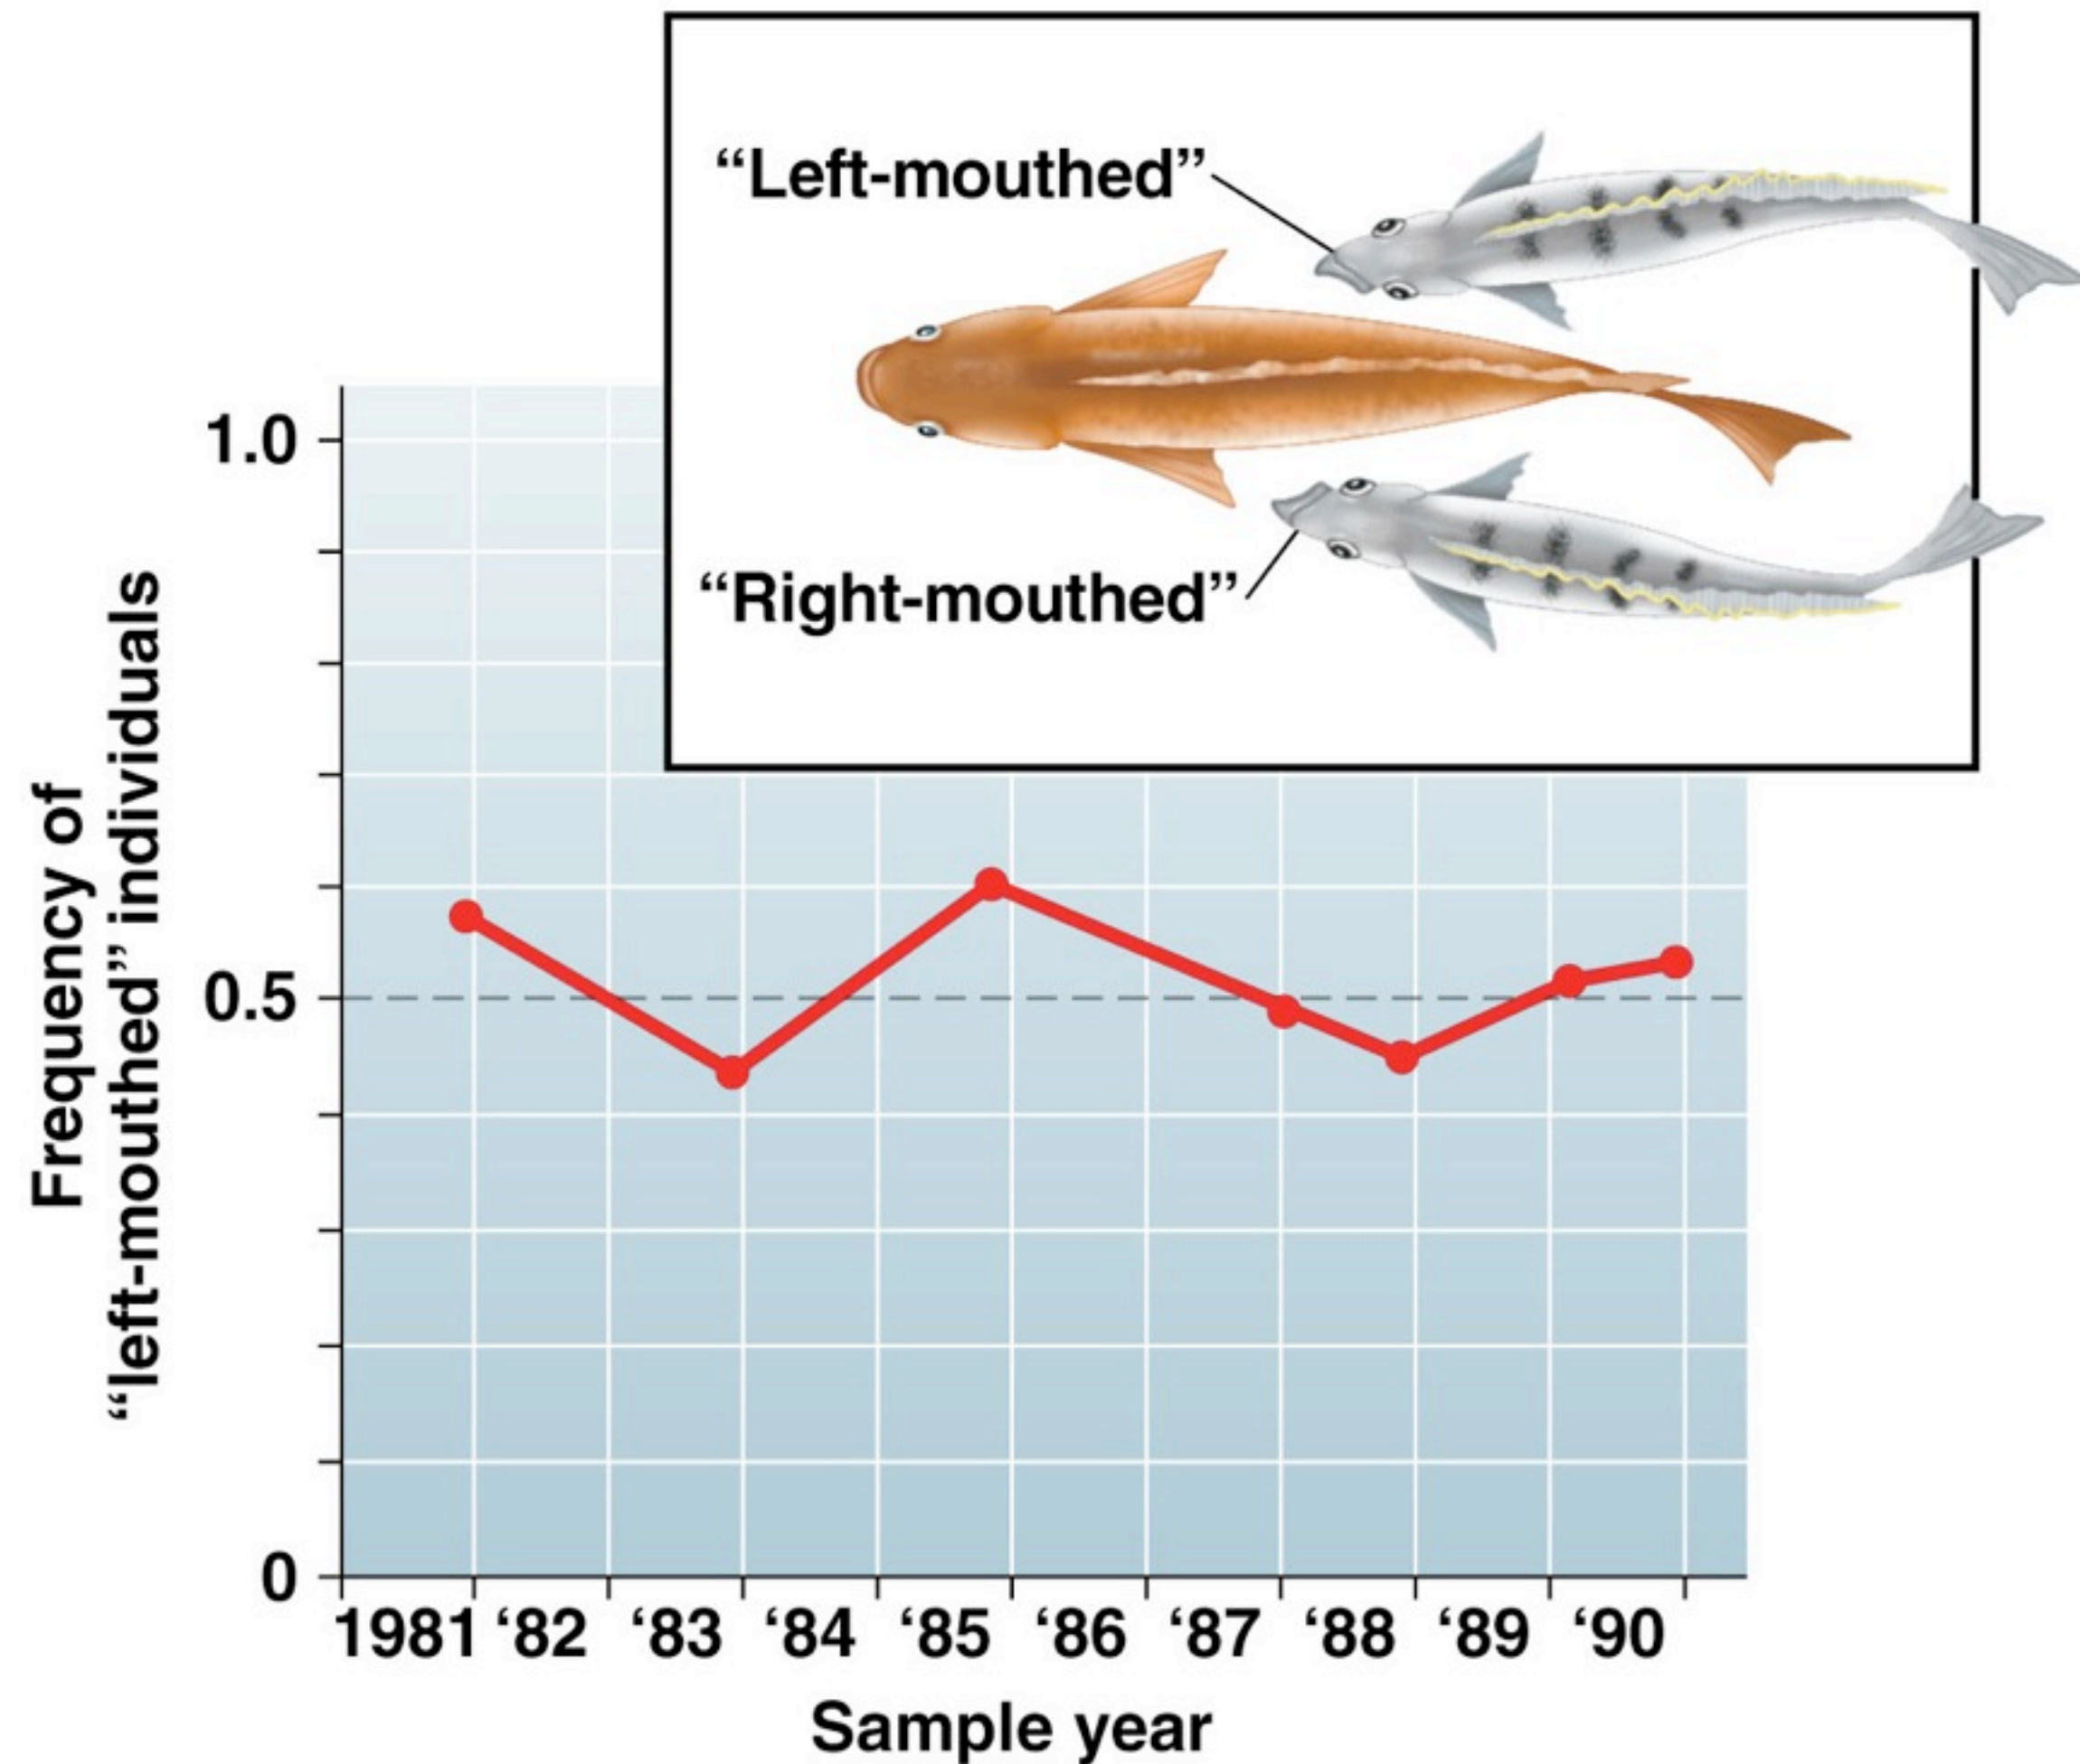 “Left-mouthed”
“Right-mouthed”
1.0
0.5
0
Frequency of
“left-mouthed” individuals
1981 ‘82 ‘83 ‘84 ‘85 ‘86 ‘87 ‘88 ‘89 ‘90
Sample year